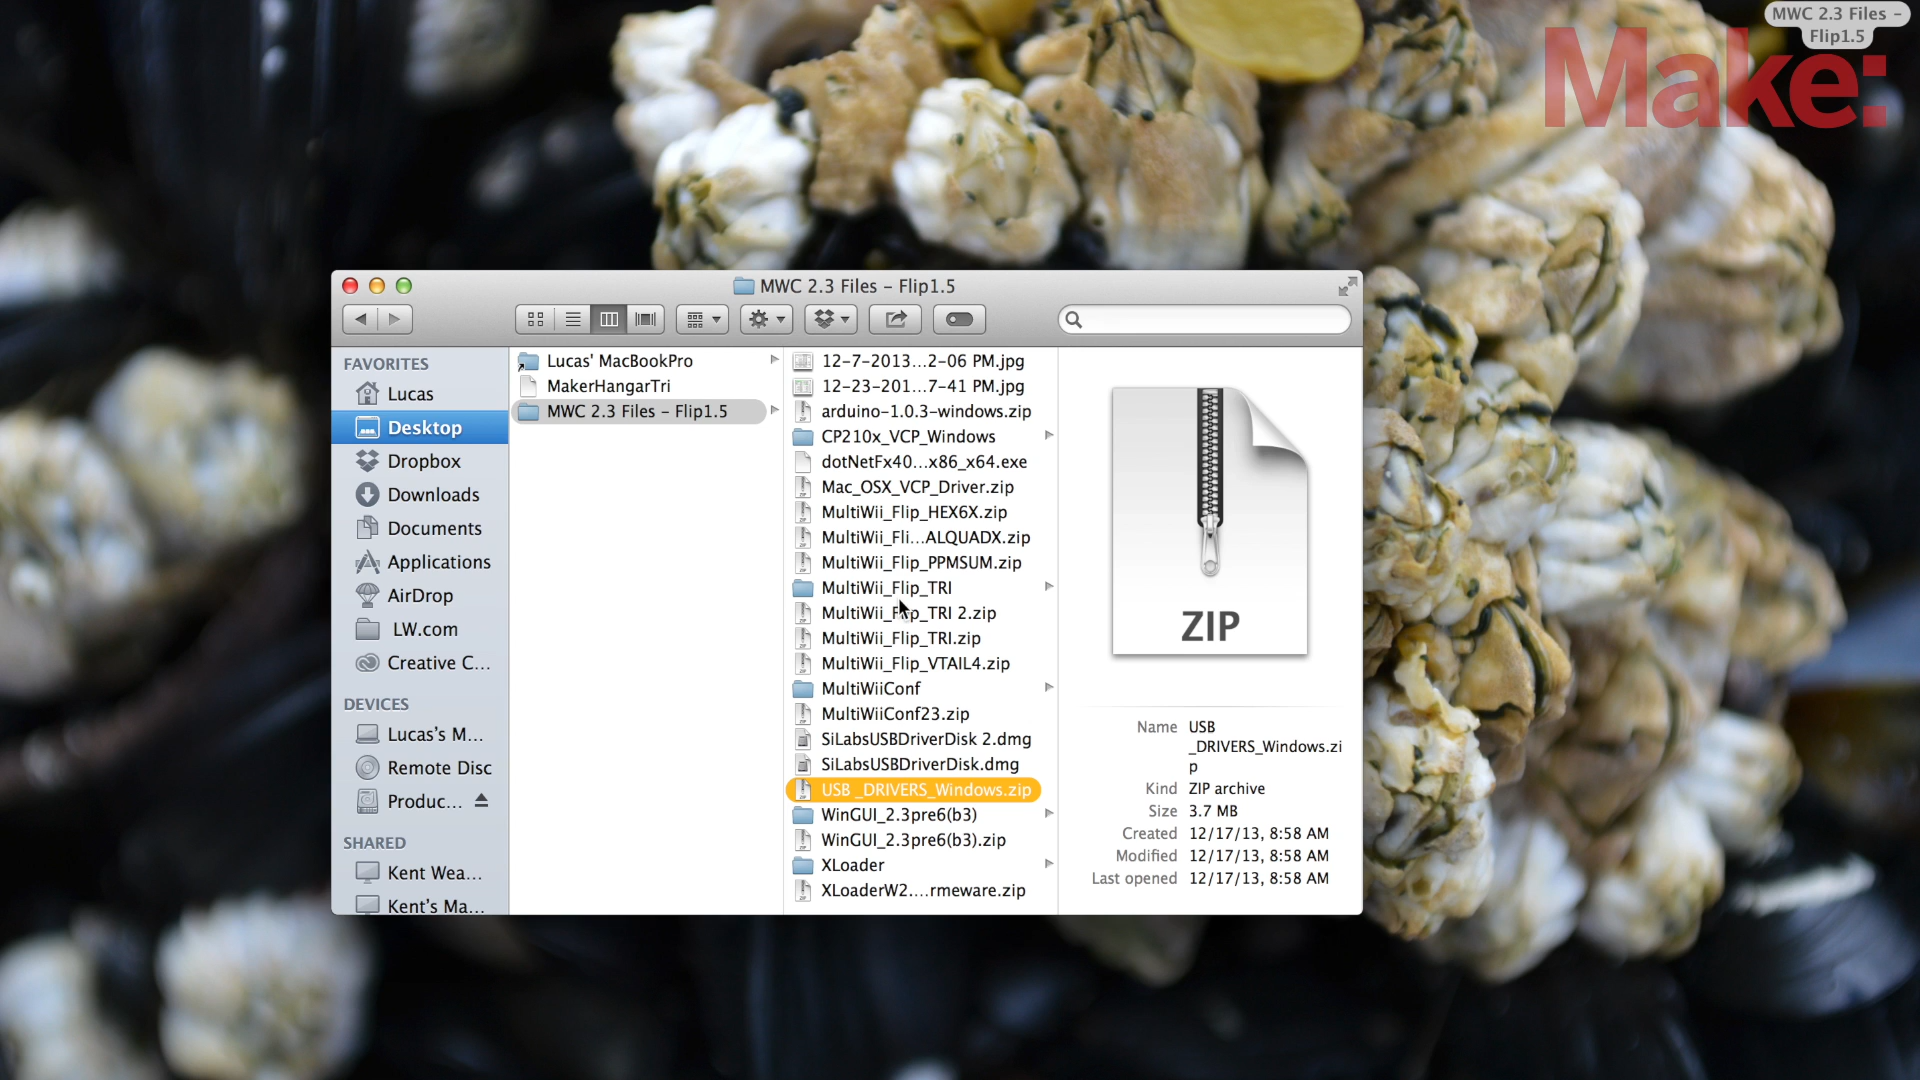 MWC 2.3 Files –
Flip1.5
Make:
MWC 2.3 Files – Flip1.5
FAVORITES
Lucas
Desktop
Dropbox
Downloads
Documents
Applications
AirDrop
LW.com
Creative C...
DEVICES
Lucas's M...
Remote Disc
Produc...
SHARED
Kent Wea...
Kent's Ma...
Lucas' MacBookPro
MakerHangarTri
MWC 2.3 Files – Flip1.5
12-7-2013...2-06 PM.jpg
12-23-201...7-41 PM.jpg
arduino-1.0.3-windows.zip
CP210x_VCP_Windows
dotNetFx40...x86_x64.exe
Mac_OSX_VCP_Driver.zip
MultiWii_Flip_HEX6X.zip
MultiWii_Fli...ALQUADX.zip
MultiWii_Flip_PPMSUM.zip
MultiWii_Flip_TRI
MultiWii_Flip_TRI 2.zip
MultiWii_Flip_TRI.zip
MultiWii_Flip_VTAIL4.zip
MultiWiiConf
MultiWiiConf23.zip
SiLabsUSBDriverDisk 2.dmg
SiLabsUSBDriverDisk.dmg
USB _DRIVERS_Windows.zip
WinGUI_2.3pre6(b3)
WinGUI_2.3pre6(b3).zip
XLoader
XLoaderW2....rmeware.zip
ZIP
Name USB
_DRIVERS_Windows.zi
p
Kind ZIP archive
Size 3.7 MB
Created 12/17/13, 8:58 AM
Modified 12/17/13, 8:58 AM
Last opened 12/17/13, 8:58 AM